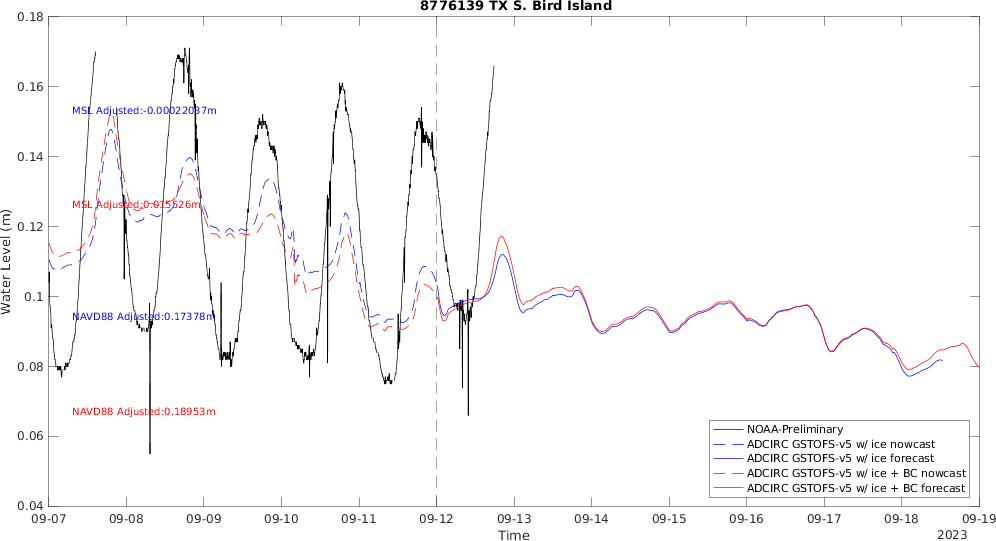 8776139 TX S. Bird Island
0.18
0.16
0.14
0.12
0.1
0.08
0.06
0.04
Water Level (m)
MSL Adjusted:-0.00022087m
MSL Adjusted:0.015526m
NAVD88 Adjusted:0.17378m
NAVD88 Adjusted:0.18953m
NOAA-Preliminary
ADCIRC GSTOFS-v5 w/ ice nowcast
ADCIRC GSTOFS-v5 w/ ice forecast
ADCIRC GSTOFS-v5 w/ ice + BC nowcast
ADCIRC GSTOFS-v5 w/ ice + BC forecast
09-07 09-08 09-09 09-10 09-11 09-12 09-13 09-14 09-15 09-16 09-17 09-18 09-19
Time
2023